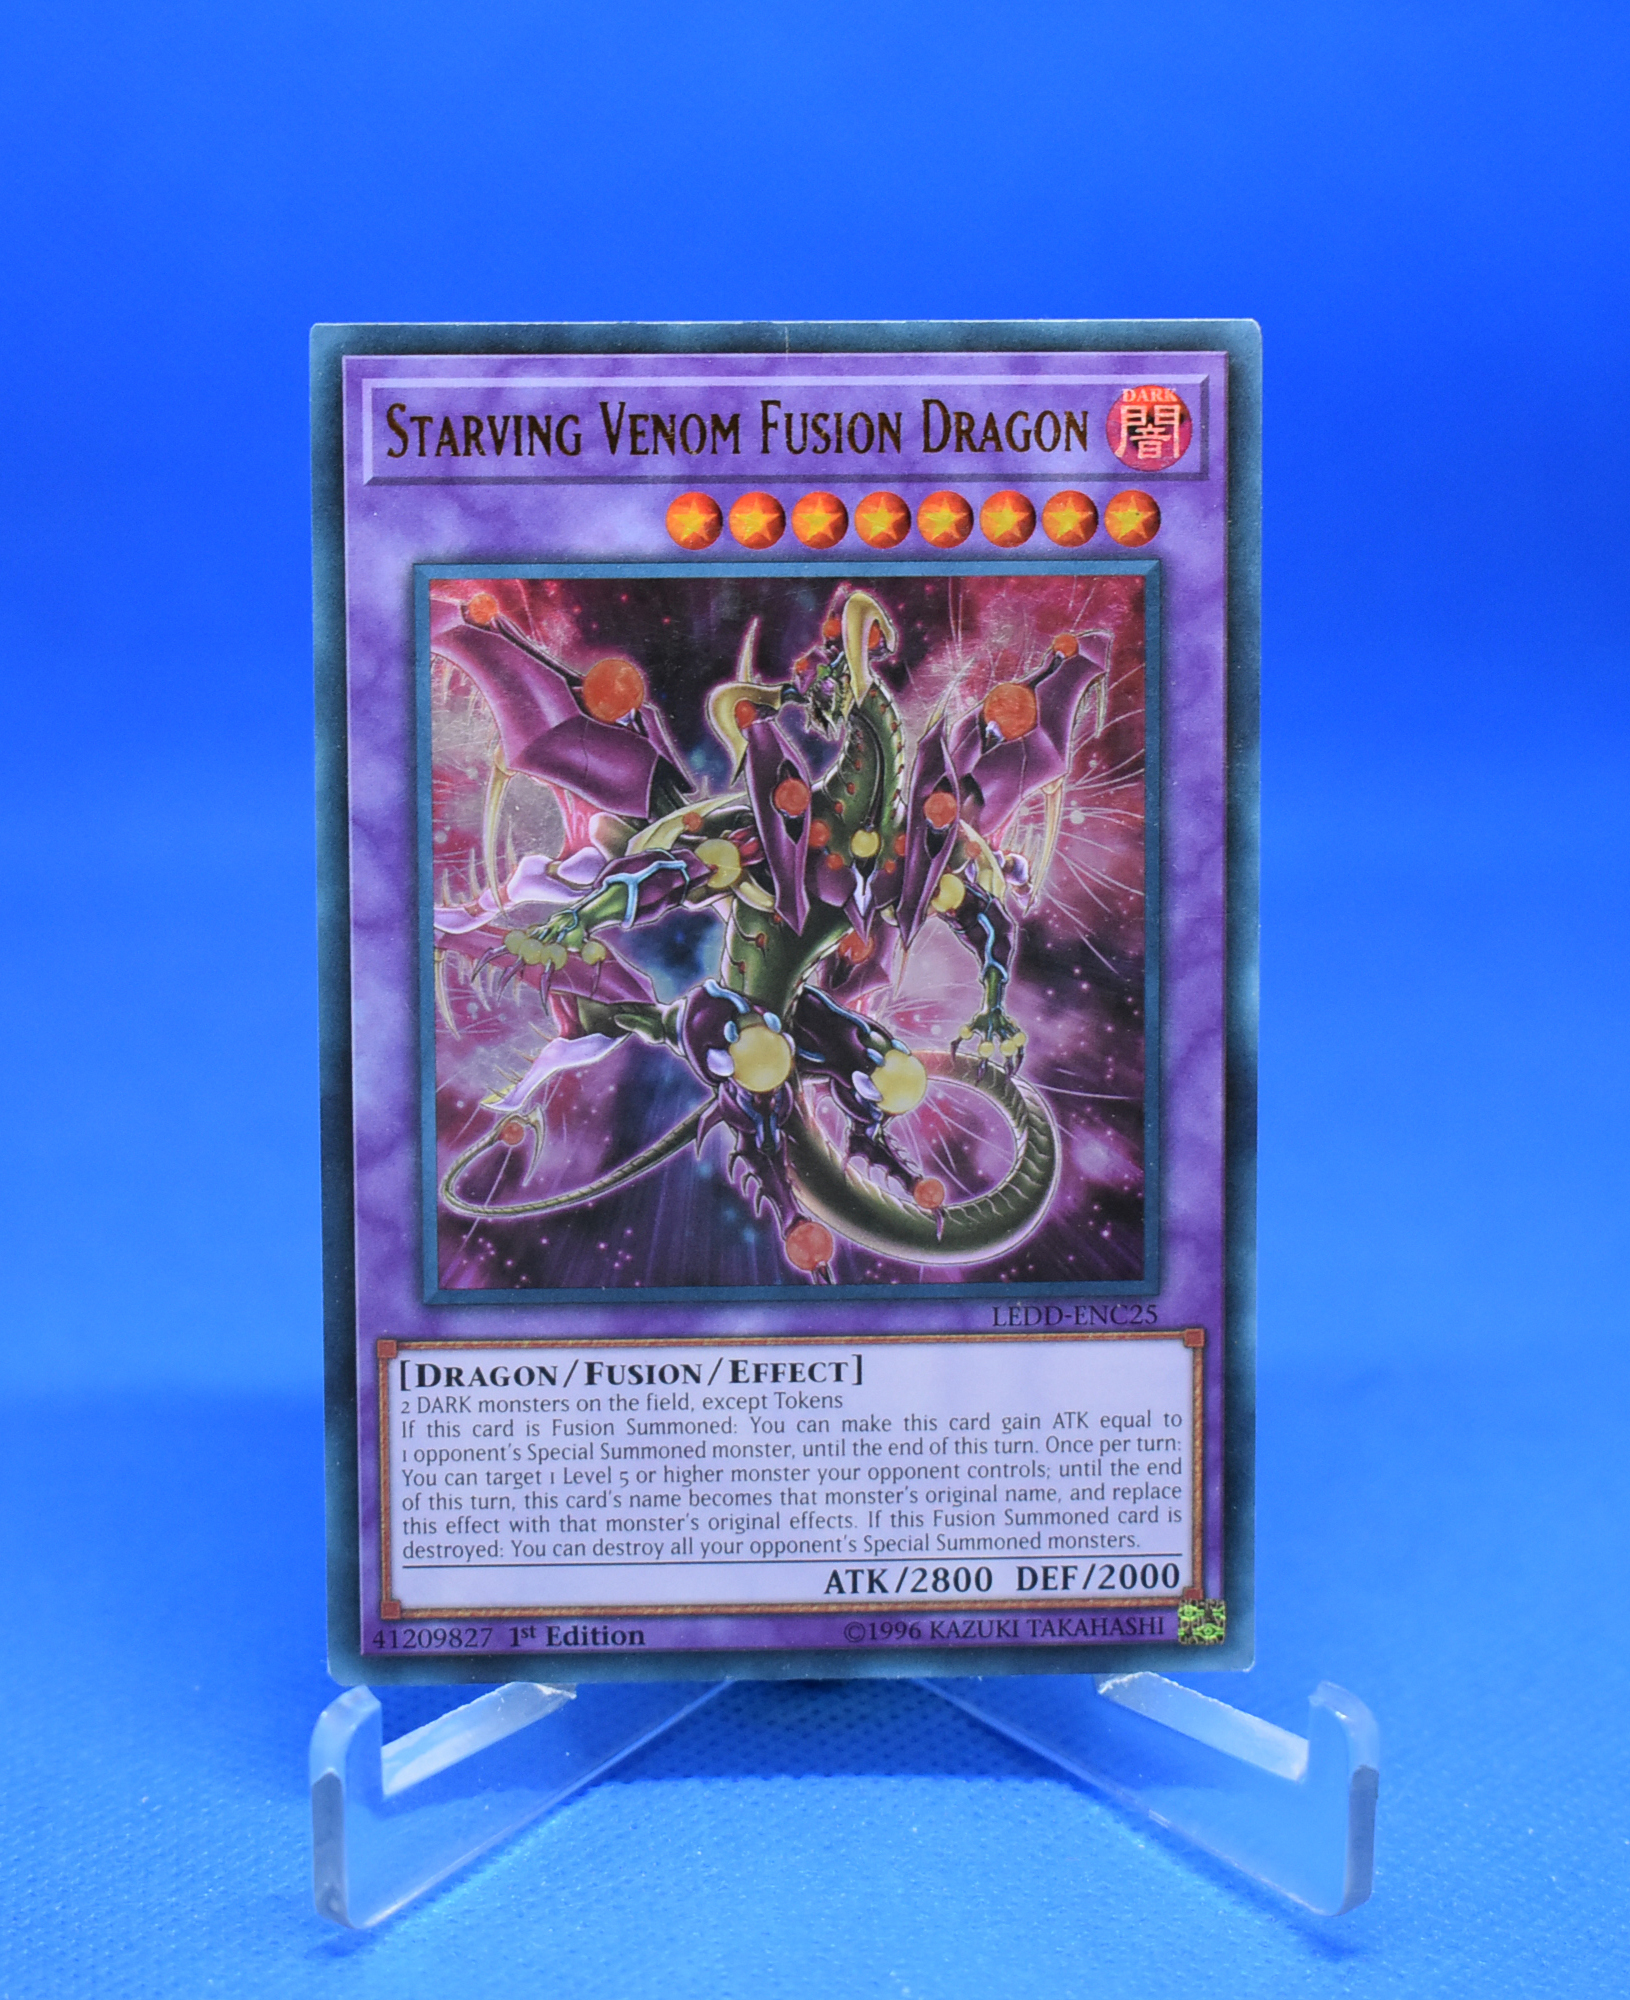 STARVING VENOM FUSION DRAGON
DARK
闇
LEDD-ENC25
[DRAGON/FUSION/EFFECT]
2 DARK monsters on the field, except Tokens
If this card is Fusion Summoned: You can make this card gain ATK equal to
1 opponent's Special Summoned monster, until the end of this turn. Once per turn:
You can target 1 Level 5 or higher monster your opponent controls; until the end
of this turn, this card's name becomes that monster's original name, and replace
this effect with that monster's original effects. If this Fusion Summoned card is
destroyed: You can destroy all your opponent's Special Summoned monsters.
ATK/2800 DEF/2000
41209827 1st Edition ©1996 KAZUKI TAKAHASHI